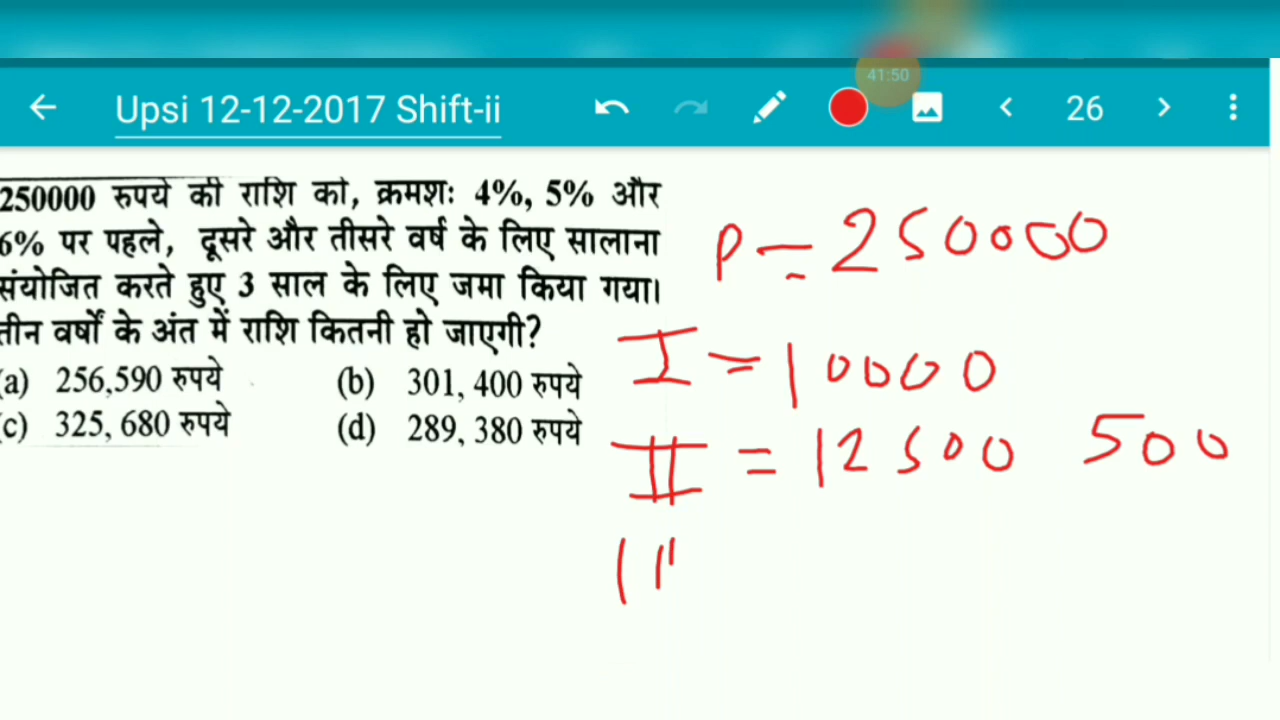 41:50
Upsi 12-12-2017 Shift-ii
26
250000 रुपये की राशि को, क्रमशः 4%, 5% और
6% पर पहले, दूसरे और तीसरे वर्ष के लिए सालाना
संयोजित करते हुए 3 साल के लिए जमा किया गया।
तीन वर्षों के अंत में राशि कितनी हो जाएगी?
(a) 256,590 रुपये (b) 301, 400 रुपये
(c) 325, 680 रुपये (d) 289, 380 रुपये
P = 250000
I = 10000
II = 12500 500
III